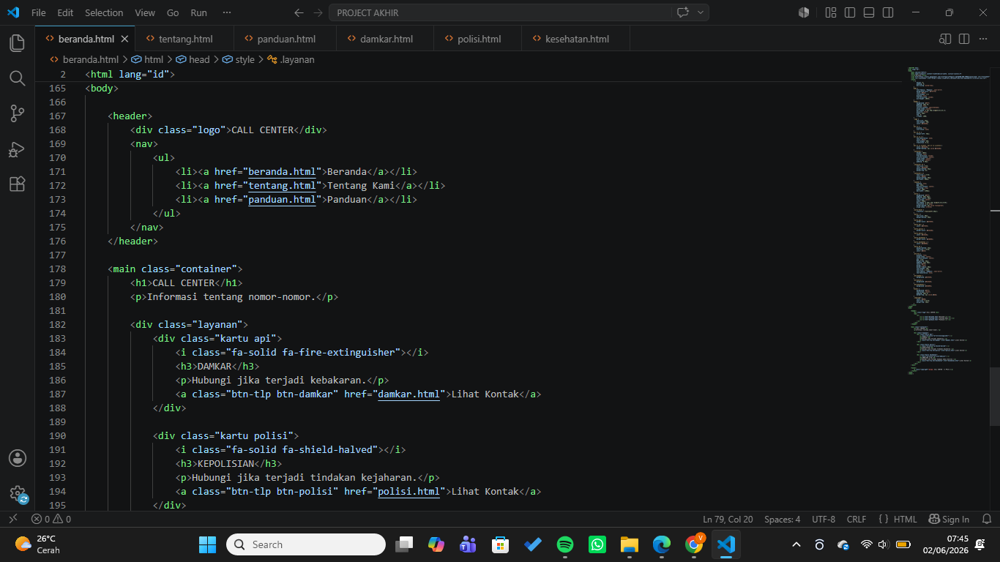 File Edit Selection View Go Run ··· PROJECT AKHIR
beranda.html tentang.html panduan.html damkar.html polisi.html kesehatan.html
beranda.html > html > head > style > .layanan
2 <html lang="id">
165 <body>
166
167 <header>
168 <div class="logo">CALL CENTER</div>
169 <nav>
170 <ul>
171 <li><a href="beranda.html">Beranda</a></li>
172 <li><a href="tentang.html">Tentang Kami</a></li>
173 <li><a href="panduan.html">Panduan</a></li>
174 </ul>
175 </nav>
176 </header>
177
178 <main class="container">
179 <h1>CALL CENTER</h1>
180 <p>Informasi tentang nomor-nomor.</p>
181
182 <div class="layanan">
183 <div class="kartu api">
184 <i class="fa-solid fa-fire-extinguisher"></i>
185 <h3>DAMKAR</h3>
186 <p>Hubungi jika terjadi kebakaran.</p>
187 <a class="btn-tlp btn-damkar" href="damkar.html">Lihat Kontak</a>
188 </div>
189
190 <div class="kartu polisi">
191 <i class="fa-solid fa-shield-halved"></i>
192 <h3>KEPOLISIAN</h3>
193 <p>Hubungi jika terjadi tindakan kejaharan.</p>
194 <a class="btn-tlp btn-polisi" href="polisi.html">Lihat Kontak</a>
195 </div>
0 0 Ln 79, Col 20 Spaces: 4 UTF-8 CRLF {} HTML Sign In
26°C
Cerah
Search
V
07:45
02/06/2026